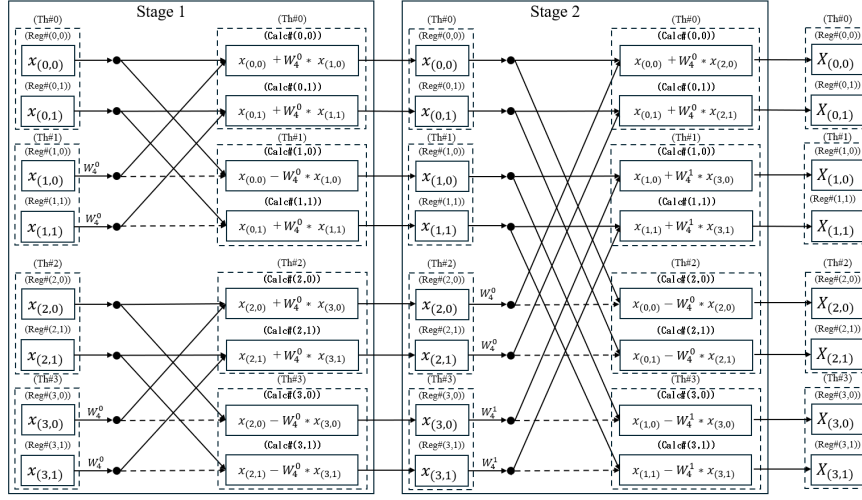 Stage 1 Stage 2
(Th#0) (Th#0) (Th#0) (Th#0) (Th#0)
(Reg#(0,0)) (Calc#(0,0)) (Reg#(0,0)) (Calc#(0,0)) (Reg#(0,0))
x(0,0) x(0,0) + W₄⁰ * x(1,0) x(0,0) x(0,0) + W₄⁰ * x(2,0) X(0,0)
(Reg#(0,1)) (Calc#(0,1)) (Reg#(0,1)) (Calc#(0.1)) (Reg#(0,1))
x(0,1) x(0,1) + W₄⁰ * x(1,1) x(0,1) x(0,1) + W₄⁰ * x(2,1) X(0,1)
(Th#1) (Th#1) (Th#1) (Th#1) (Th#1)
(Reg#(1,0)) (Calc#(1,0)) (Reg#(1,0)) (Calc#(1,0)) (Reg#(1,0))
x(1,0) W₄⁰ x(0.0) − W₄⁰ * x(1,0) x(1,0) x(1,0) + W₄¹ * x(3,0) X(1,0)
(Reg#(1,1)) (Calc#(1,1)) (Reg#(1,1)) (Calc#(1,1)) (Reg#(1,1))
x(1,1) W₄⁰ x(0,1) + W₄⁰ * x(1,1) x(1,1) x(1,1) + W₄¹ * x(3,1) X(1,1)
(Th#2) (Th#2) (Th#2) (Th#2) (Th#2)
(Reg#(2,0)) (Calc#(2,0)) (Reg#(2,0)) (Calc#(2,0)) (Reg#(2,0))
x(2,0) x(2,0) + W₄⁰ * x(3,0) x(2,0) W₄⁰ x(0,0) − W₄⁰ * x(2,0) X(2,0)
(Reg#(2,1)) (Calc#(2,1)) (Reg#(2,1)) (Calc#(2,1)) (Reg#(2,1))
x(2,1) x(2,1) + W₄⁰ * x(3,1) x(2,1) W₄⁰ x(0,1) − W₄⁰ * x(2,1) X(2,1)
(Th#3) (Th#3) (Th#3) (Th#3) (Th#3)
(Reg#(3,0)) (Calc#(3,0)) (Reg#(3,0)) (Calc#(3,0)) (Reg#(3,0))
x(3,0) W₄⁰ x(2,0) − W₄⁰ * x(3,0) x(3,0) W₄¹ x(1,0) − W₄¹ * x(3,0) X(3,0)
(Reg#(3,1)) (Calc#(3,1)) (Reg#(3,1)) (Calc#(3.1)) (Reg#(3,1))
x(3,1) W₄⁰ x(2,1) − W₄⁰ * x(3,1) x(3,1) W₄¹ x(1,1) − W₄¹ * x(3,1) X(3,1)